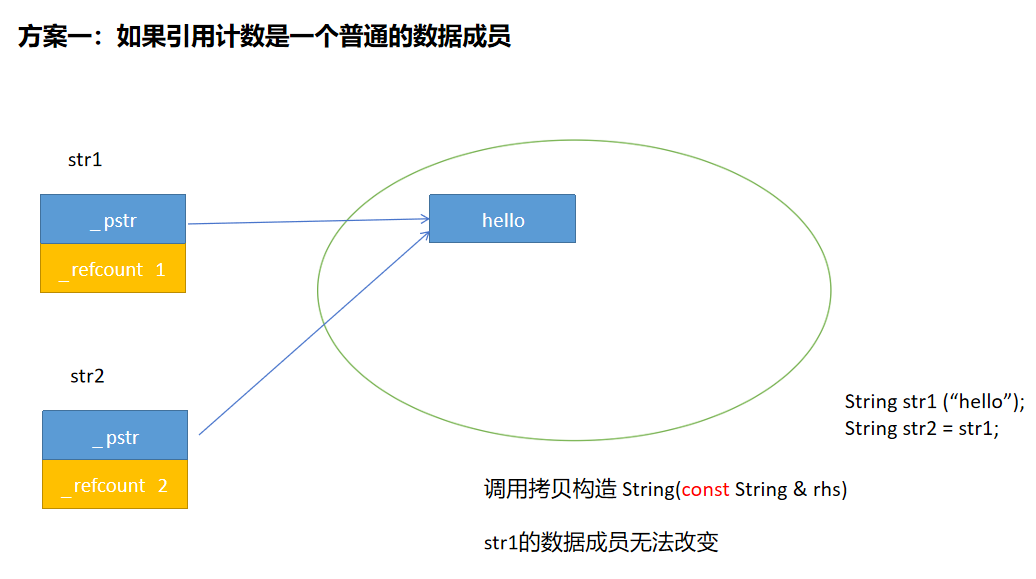 方案一：如果引用计数是一个普通的数据成员
str1
_pstr
_refcount 1
hello
str2
_pstr
_refcount 2
String str1 (“hello”);
String str2 = str1;
调用拷贝构造 String(const String & rhs)
str1的数据成员无法改变